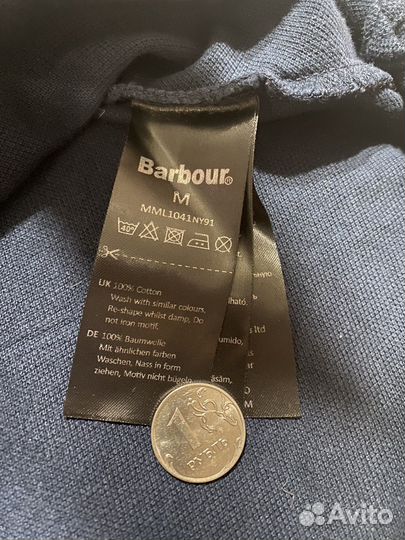 Barbour®
M
MML1041NY91
40°
UK 100% Cotton
Wash with similar colours,
Re-shape whilst damp, Do
not iron motif.
DE 100% Baumwolle
Mit ähnlichen farben
Waschen, Nass in form
ziehen, Motiv nicht bügeln
ltd
1
РУБЛЬ
Avito